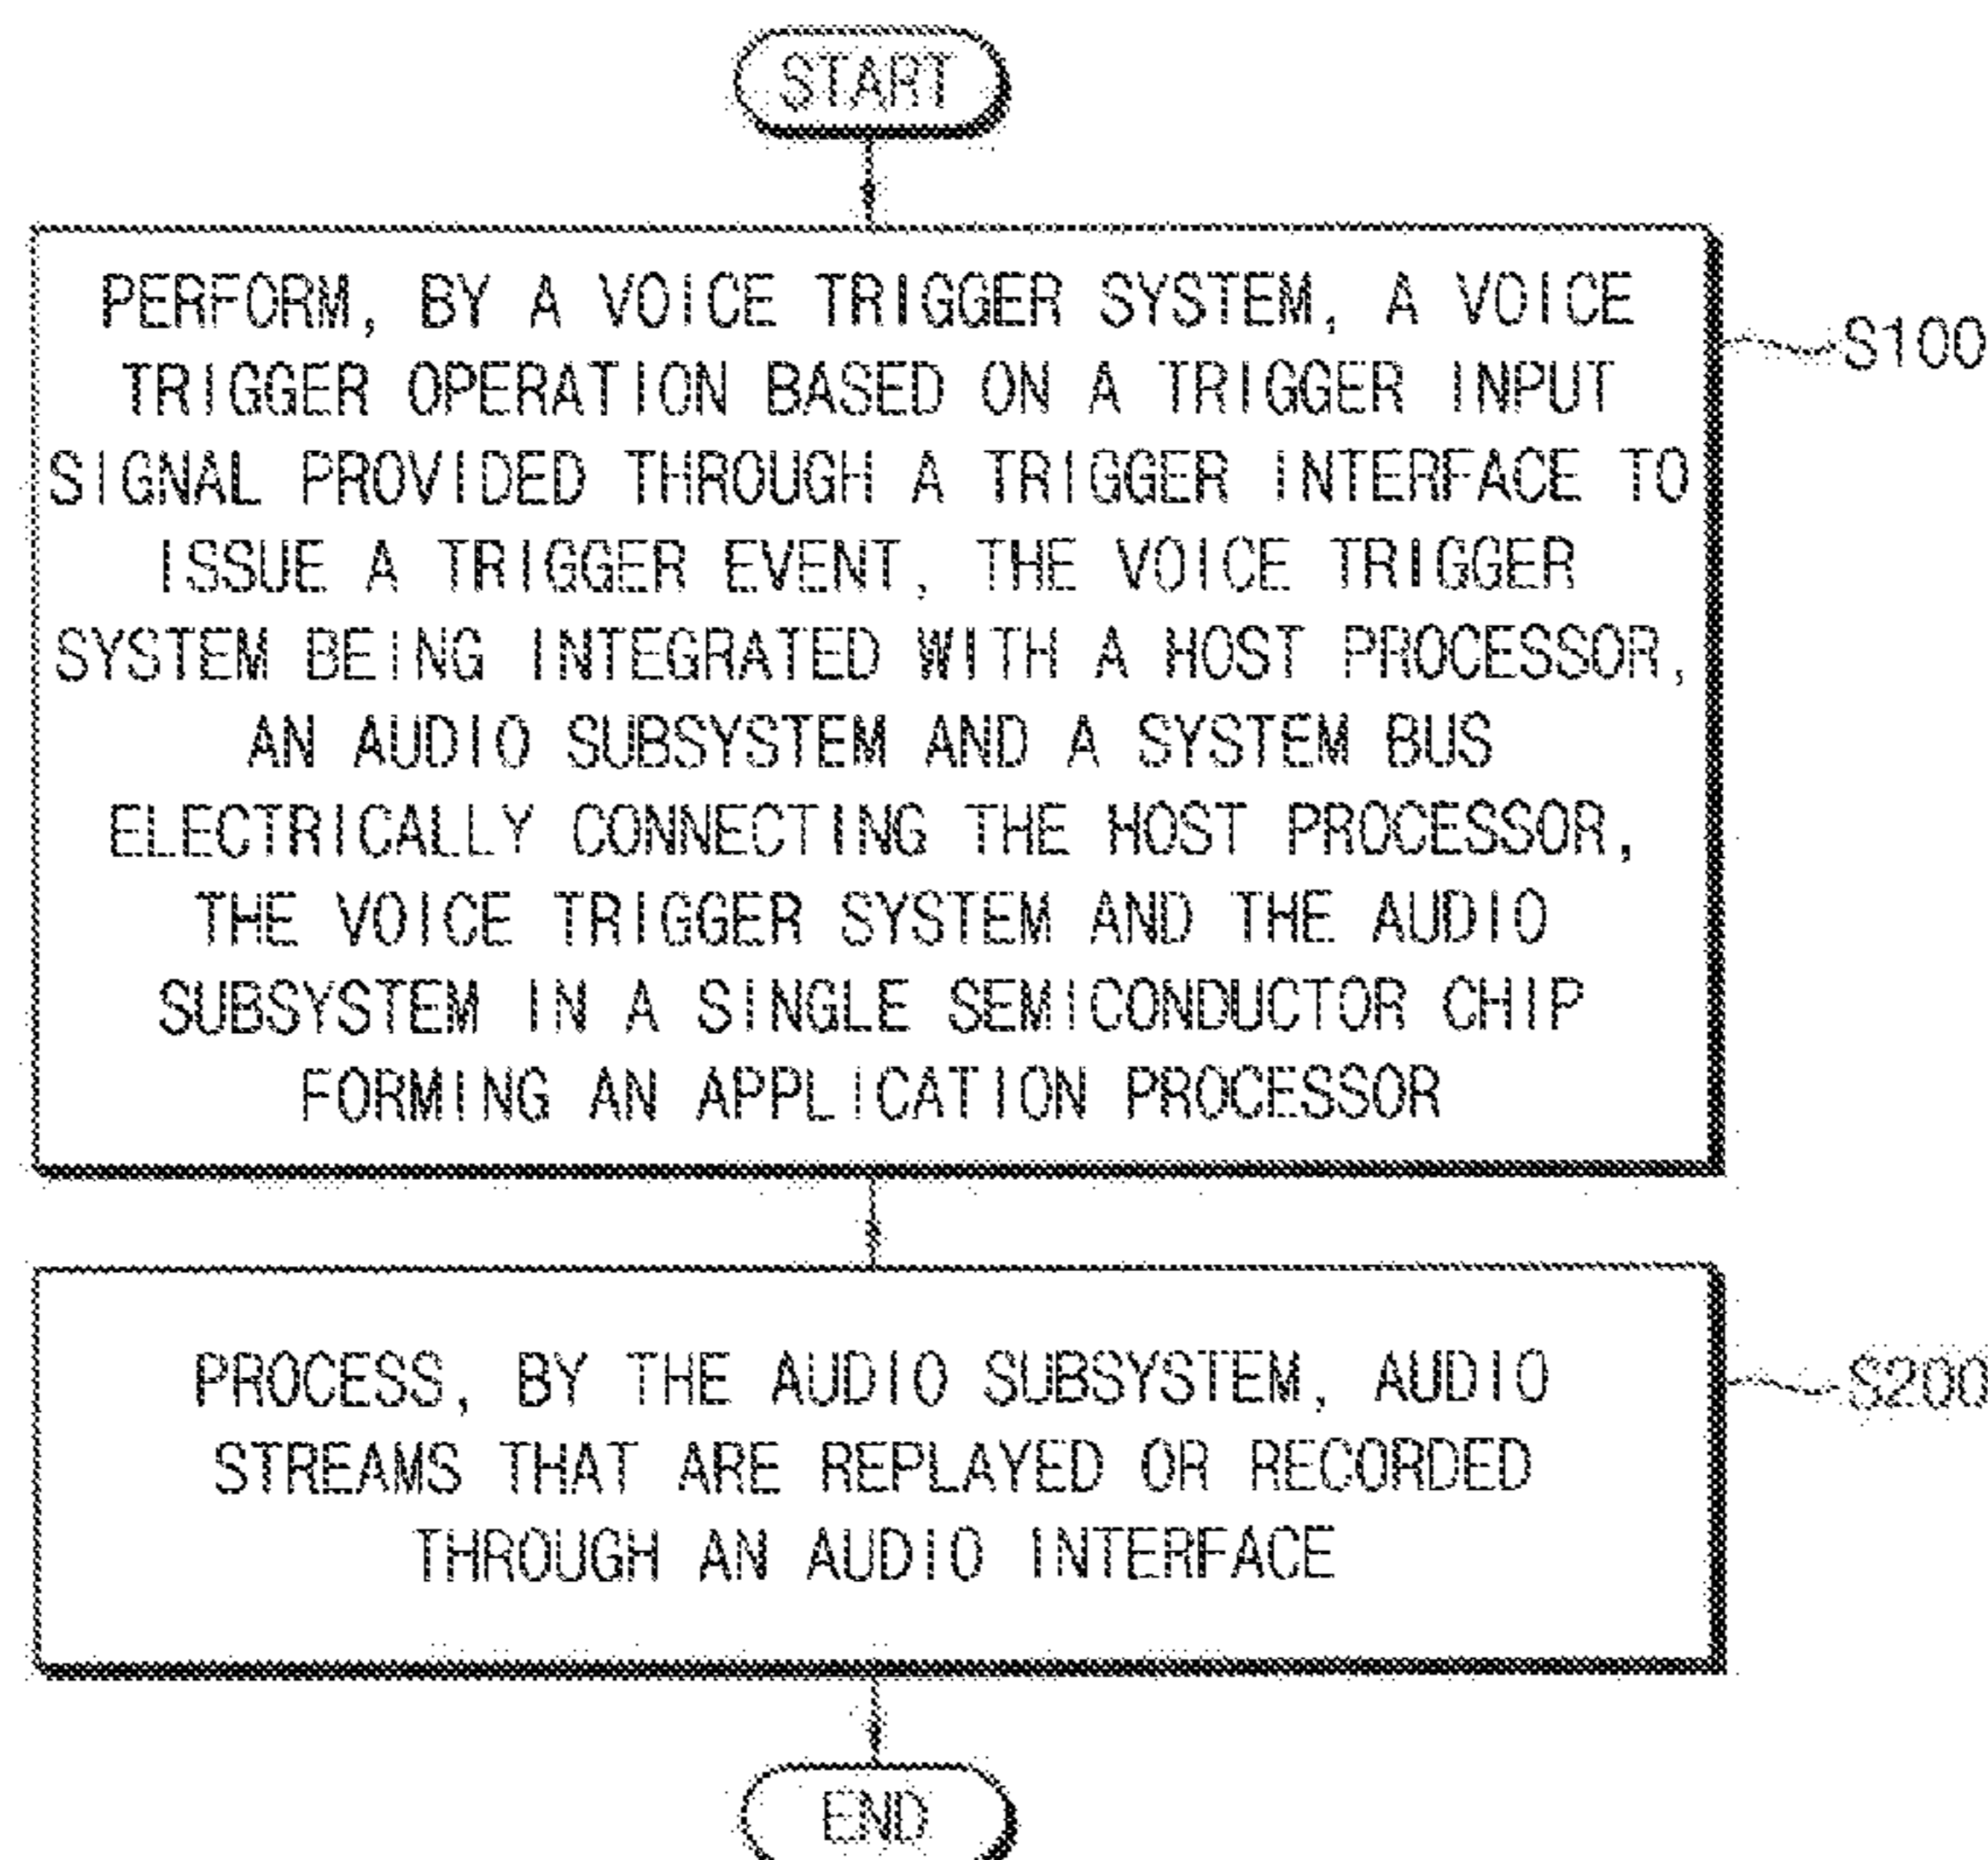 START
PERFORM, BY A VOICE TRIGGER SYSTEM, A VOICE
TRIGGER OPERATION BASED ON A TRIGGER INPUT
SIGNAL PROVIDED THROUGH A TRIGGER INTERFACE TO
ISSUE A TRIGGER EVENT, THE VOICE TRIGGER
SYSTEM BEING INTEGRATED WITH A HOST PROCESSOR,
AN AUDIO SUBSYSTEM AND A SYSTEM BUS
ELECTRICALLY CONNECTING THE HOST PROCESSOR,
THE VOICE TRIGGER SYSTEM AND THE AUDIO
SUBSYSTEM IN A SINGLE SEMICONDUCTOR CHIP
FORMING AN APPLICATION PROCESSOR
S100
PROCESS, BY THE AUDIO SUBSYSTEM, AUDIO
STREAMS THAT ARE REPLAYED OR RECORDED
THROUGH AN AUDIO INTERFACE
S200
END